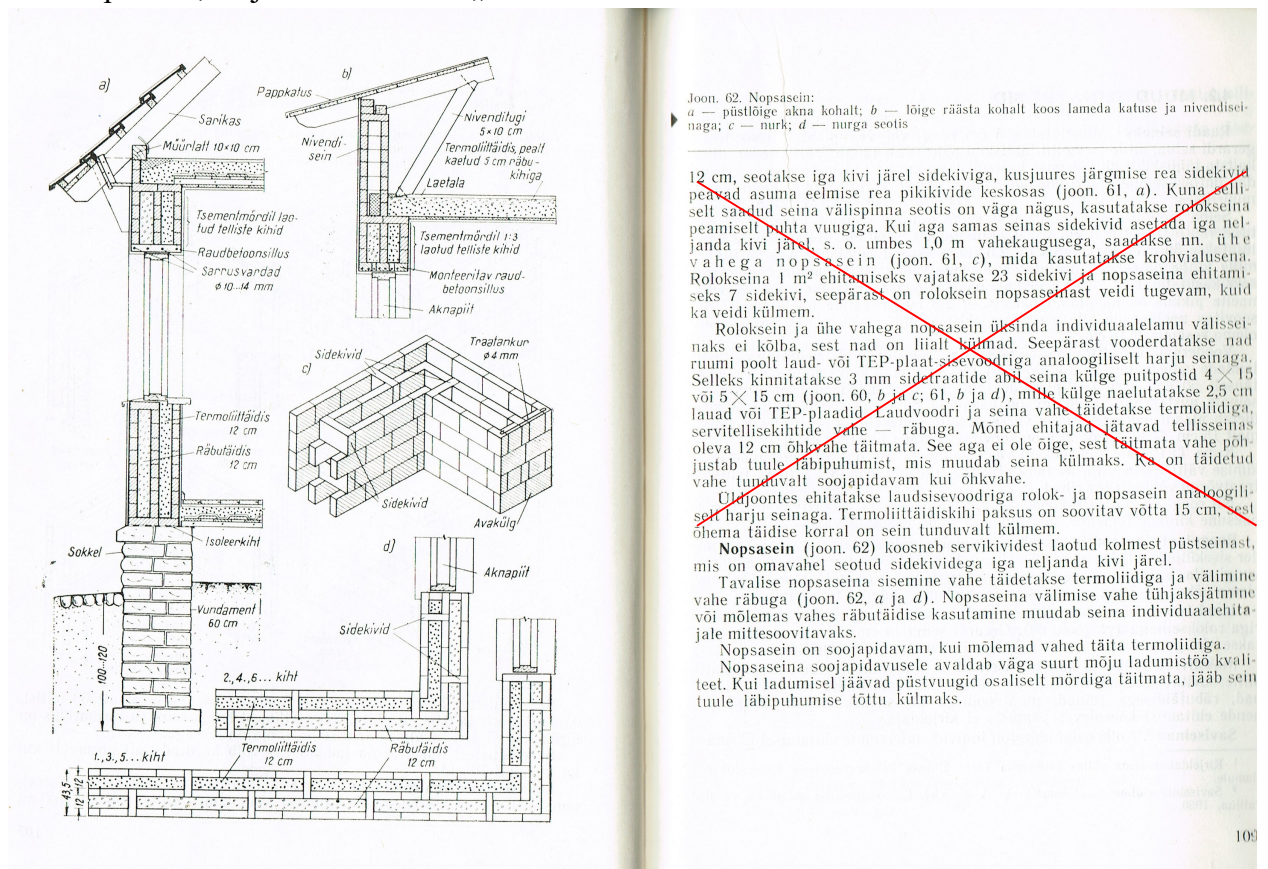 a)
Sarikas
Müürlatt 10×10 cm
Tsementmördil lao-
tud telliste kihid
Raudbetoonsillus
Sarrusvardad
ϕ 10...14 mm
Termoliittäidis
12 cm
Räbutäidis
12 cm
Isoleerkiht
Sokkel
Vundament
60 cm
100-120
b)
Pappkatus
Nivendi-
sein
Nivenditugi
5×10 cm
Termoliittäidis, pealt
kaetud 5 cm räbu-
kihiga
Laetala
Tsementmördil 1:3
laotud telliste kihid
Monteeritav raud-
betoonsillus
Aknapiit
c)
Sidekivid
Traatankur
ϕ 4 mm
Sidekivid
Avakülg
d)
Aknapiit
Sidekivid
2.,4.,6... kiht
Termoliittäidis
12 cm
Räbutäidis
12 cm
1.,3.,5... kiht
43,5
12
12
Joon. 62. Nopsasein:
a — püstlõige akna kohalt; b — lõige räästa kohalt koos lameda katuse ja nivendisei-
naga; c — nurk; d — nurga seotis
12 cm, seotakse iga kivi järel sidekiviga, kusjuures järgmise rea sidekivid
peavad asuma eelmise rea pikikivide keskosas (joon. 61, a). Kuna selli-
selt saadud seina välispinna seotis on väga nägus, kasutatakse rolokseina
peamiselt puhta vuugiga. Kui aga samas seinas sidekivid asetada iga nel-
janda kivi järel, s. o. umbes 1,0 m vahekaugusega, saadakse nn. ühe
vahega nopsasein (joon. 61, c), mida kasutatakse krohvialusena.
Rolokseina 1 m² ehitamiseks vajatakse 23 sidekivi ja nopsaseina ehitami-
seks 7 sidekivi, seepärast on roloksein nopsaseinast veidi tugevam, kuid
ka veidi külmem.
Roloksein ja ühe vahega nopsasein üksinda individuaalelamu välissei-
naks ei kõlba, sest nad on liialt külmad. Seepärast vooderdatakse nad
ruumi poolt laud- või TEP-plaat-sisevoodriga analoogiliselt harju seinaga.
Selleks kinnitatakse 3 mm sidetraatide abil seina külge puitpostid 4 × 15
või 5 × 15 cm (joon. 60, b ja c; 61, b ja d), mille külge naelutatakse 2,5 cm
lauad või TEP-plaadid. Laudvoodri ja seina vahe täidetakse termoliidiga,
servitellisekihtide vahe — räbuga. Mõned ehitajad jätavad tellisseinas
oleva 12 cm õhkvahe täitmata. See aga ei ole õige, sest täitmata vahe põh-
justab tuule läbipuhumist, mis muudab seina külmaks. Ka on täidetud
vahe tunduvalt soojapidavam kui õhkvahe.
Üldjoontes ehitatakse laudsisevoodriga rolok- ja nopsasein analoogili-
selt harju seinaga. Termoliittäidiskihi paksus on soovitav võtta 15 cm, sest
õhema täidise korral on sein tunduvalt külmem.
Nopsasein (joon. 62) koosneb servikividest laotud kolmest püstseinast,
mis on omavahel seotud sidekividega iga neljanda kivi järel.
Tavalise nopsaseina sisemine vahe täidetakse termoliidiga ja välimine
vahe räbuga (joon. 62, a ja d). Nopsaseina välimise vahe tühjaksjätmine
või mõlemas vahes räbutäidise kasutamine muudab seina individuaalehita-
jale mittesoovitavaks.
Nopsasein on soojapidavam, kui mõlemad vahed täita termoliidiga.
Nopsaseina soojapidavusele avaldab väga suurt mõju ladumistöö kvali-
teet. Kui ladumisel jäävad püstvuugid osaliselt mördiga täitmata, jääb sein
tuule läbipuhumise tõttu külmaks.
109